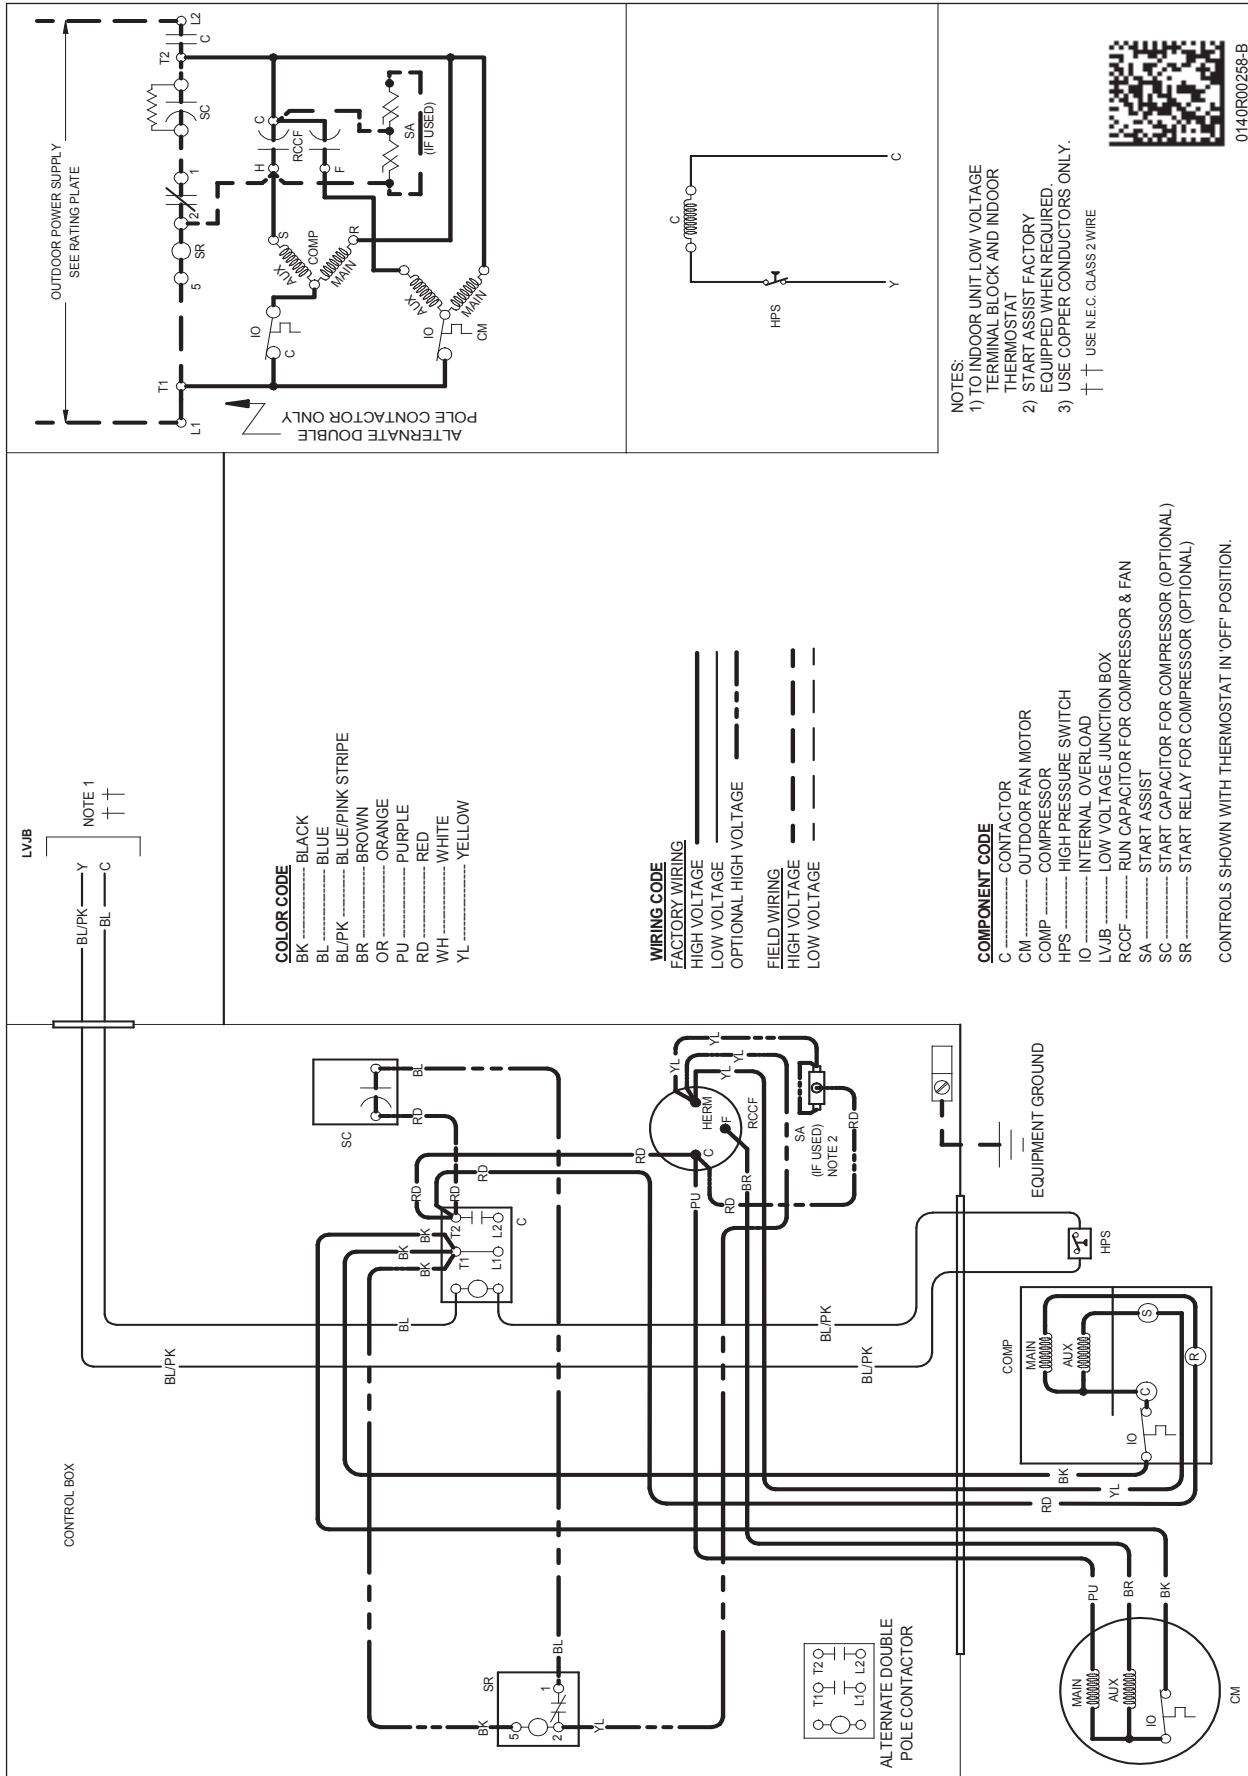 CONTROL BOX
BL/PK
BL
BL/PK
Y
BL
C
LVJB
NOTE 1
SC
RD
BL
SR
BK
5
1
2
BL
YL
BK
BK
BK
RD
RD
RD
T2
T1
L2
L1
C
RD
PU
C
HERM
F
RCCF
YL
YL
YL
YL
BR
RD
RD
SA
(IF USED)
NOTE 2
BL/PK
BL/PK
HPS
EQUIPMENT GROUND
ALTERNATE DOUBLE
POLE CONTACTOR
T1
T2
L1
L2
CM
MAIN
AUX
IO
PU
BR
BK
COMP
MAIN
AUX
IO
C
S
R
BK
YL
RD
COLOR CODE
BK ---------- BLACK
BL ---------- BLUE
BL/PK ---------- BLUE/PINK STRIPE
BR ---------- BROWN
OR ---------- ORANGE
PU ---------- PURPLE
RD ---------- RED
WH ---------- WHITE
YL ---------- YELLOW
WIRING CODE
FACTORY WIRING
HIGH VOLTAGE
LOW VOLTAGE
OPTIONAL HIGH VOLTAGE
FIELD WIRING
HIGH VOLTAGE
LOW VOLTAGE
COMPONENT CODE
C ---------- CONTACTOR
CM ---------- OUTDOOR FAN MOTOR
COMP ---------- COMPRESSOR
HPS ---------- HIGH PRESSURE SWITCH
IO ---------- INTERNAL OVERLOAD
LVJB ---------- LOW VOLTAGE JUNCTION BOX
RCCF ---------- RUN CAPACITOR FOR COMPRESSOR & FAN
SA ---------- START ASSIST
SC ---------- START CAPACITOR FOR COMPRESSOR (OPTIONAL)
SR ---------- START RELAY FOR COMPRESSOR (OPTIONAL)
CONTROLS SHOWN WITH THERMOSTAT IN 'OFF' POSITION.
OUTDOOR POWER SUPPLY
SEE RATING PLATE
L1
T1
5
SR
2
1
SC
T2
C
L2
ALTERNATE DOUBLE
POLE CONTACTOR ONLY
C
IO
AUX
S
COMP
MAIN
R
H
RCCF
C
F
SA
(IF USED)
IO
AUX
MAIN
CM
C
HPS
Y
C
NOTES:
1) TO INDOOR UNIT LOW VOLTAGE
TERMINAL BLOCK AND INDOOR
THERMOSTAT
2) START ASSIST FACTORY
EQUIPPED WHEN REQUIRED.
3) USE COPPER CONDUCTORS ONLY.
†† USE N.E.C. CLASS 2 WIRE
0140R00258-B